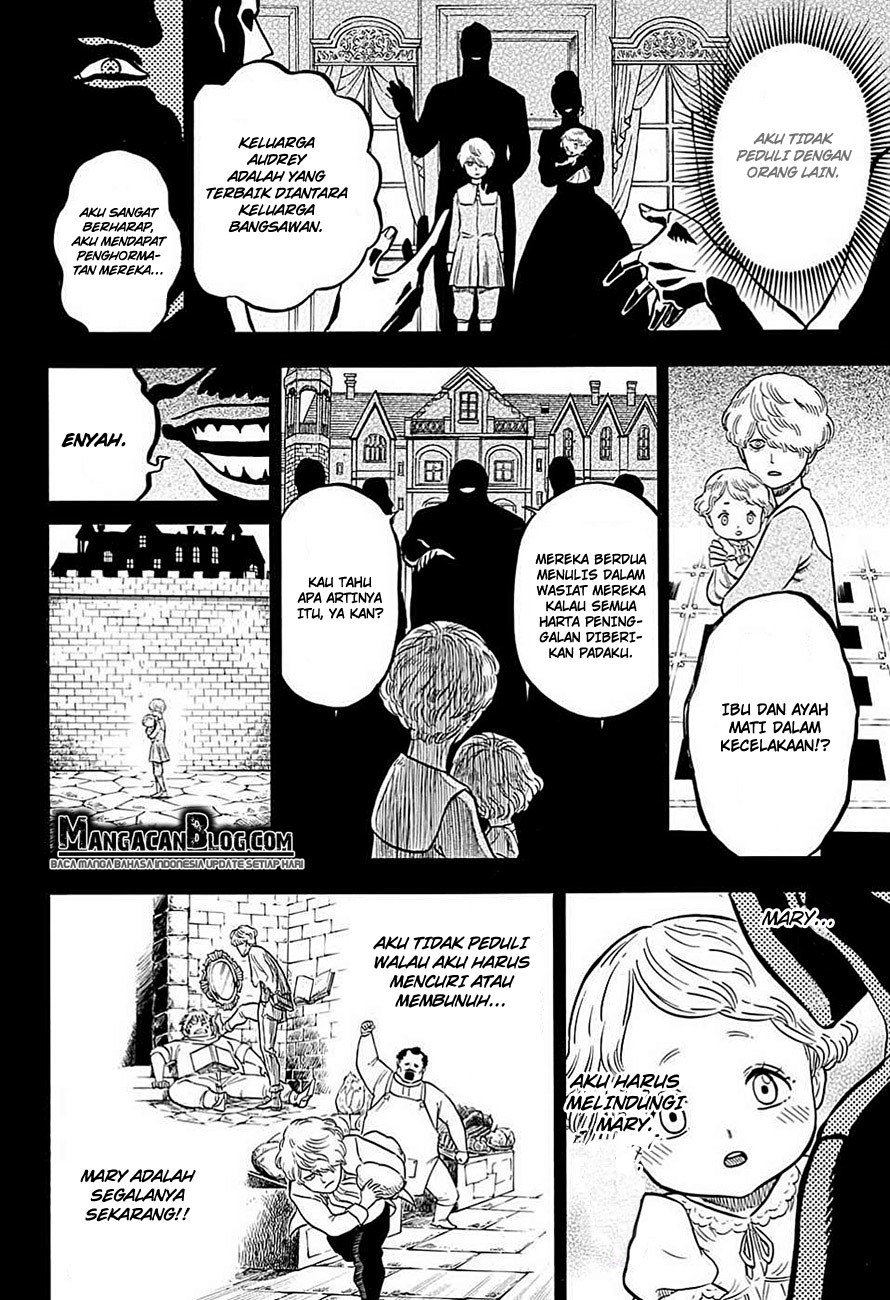 AKU TIDAK
PEDULI DENGAN
ORANG LAIN.
KELUARGA
AUDREY
ADALAH YANG
TERBAIK DIANTARA
KELUARGA
BANGSAWAN.
AKU SANGAT
BERHARAP,
AKU MENDAPAT
PENGHORMA-
TAN MEREKA...
IBU DAN AYAH
MATI DALAM
KECELAKAAN!?
MEREKA BERDUA
MENULIS DALAM
WASIAT MEREKA
KALAU SEMUA
HARTA PENING-
GALAN DIBERI-
KAN PADAKU.
KAU TAHU
APA ARTINYA
ITU, YA KAN?
ENYAH.
MANGACANBLOG.COM
BACA MANGA BAHASA INDONESIA UPDATE SETIAP HARI
MARY...
AKU HARUS
MELINDUNGI
MARY.
AKU TIDAK PEDULI
WALAU AKU HARUS
MENCURI ATAU
MEMBUNUH...
MARY ADALAH
SEGALANYA
SEKARANG!!